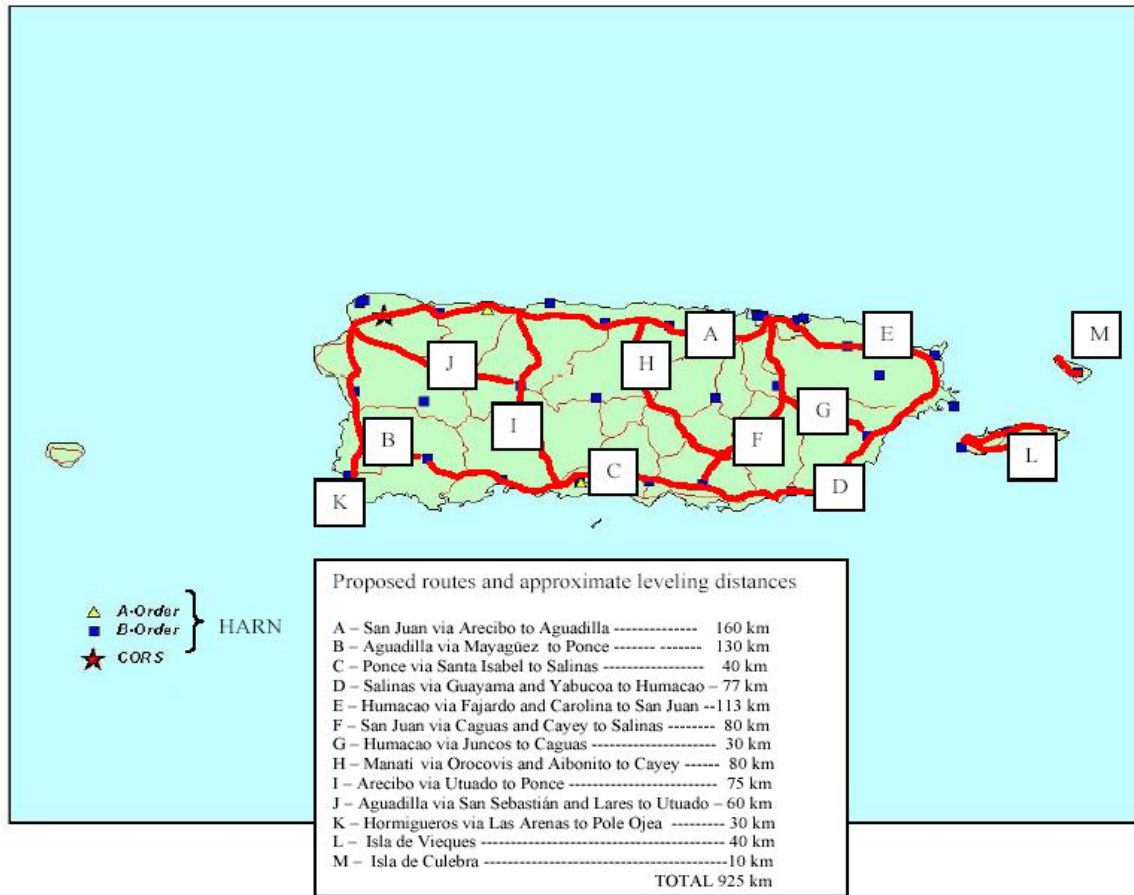 M
A
E
H
J
G
I
B
F
C
L
D
K
A-Order
B-Order
HARN
CORS
Proposed routes and approximate leveling distances
A – San Juan via Arecibo to Aguadilla --------------- 160 km
B – Aguadilla via Mayagüez to Ponce ------- ------- 130 km
C – Ponce via Santa Isabel to Salinas ------------------- 40 km
D – Salinas via Guayama and Yabucoa to Humacao – 77 km
E – Humacao via Fajardo and Carolina to San Juan --113 km
F – San Juan via Caguas and Cayey to Salinas -------- 80 km
G – Humacao via Juncos to Caguas ----------------------- 30 km
H – Manati via Orocovis and Aibonito to Cayey ------ 80 km
I – Arecibo via Utuado to Ponce -------------------------- 75 km
J – Aguadilla via San Sebastián and Lares to Utuado – 60 km
K – Hormigueros via Las Arenas to Pole Ojea --------- 30 km
L – Isla de Vieques ---------------------------------------------- 40 km
M – Isla de Culebra ---------------------------------------------10 km
TOTAL 925 km